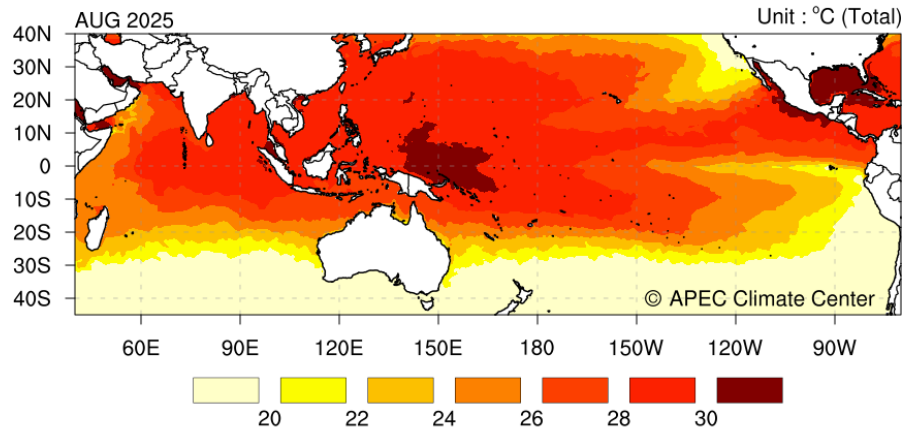 AUG 2025
Unit : °C (Total)
40N
30N
20N
10N
0
10S
20S
30S
40S
© APEC Climate Center
60E 90E 120E 150E 180 150W 120W 90W
20 22 24 26 28 30